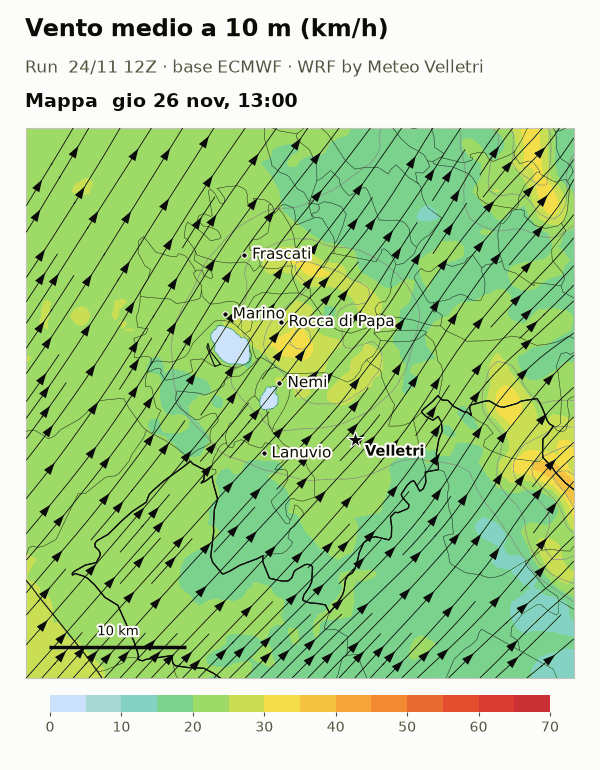 Vento medio a 10 m (km/h)
Run  24/11 12Z · base ECMWF · WRF by Meteo Velletri
Mappa  gio 26 nov, 13:00
Frascati
Marino
Rocca di Papa
Nemi
Velletri
Lanuvio
10 km
0 10 20 30 40 50 60 70